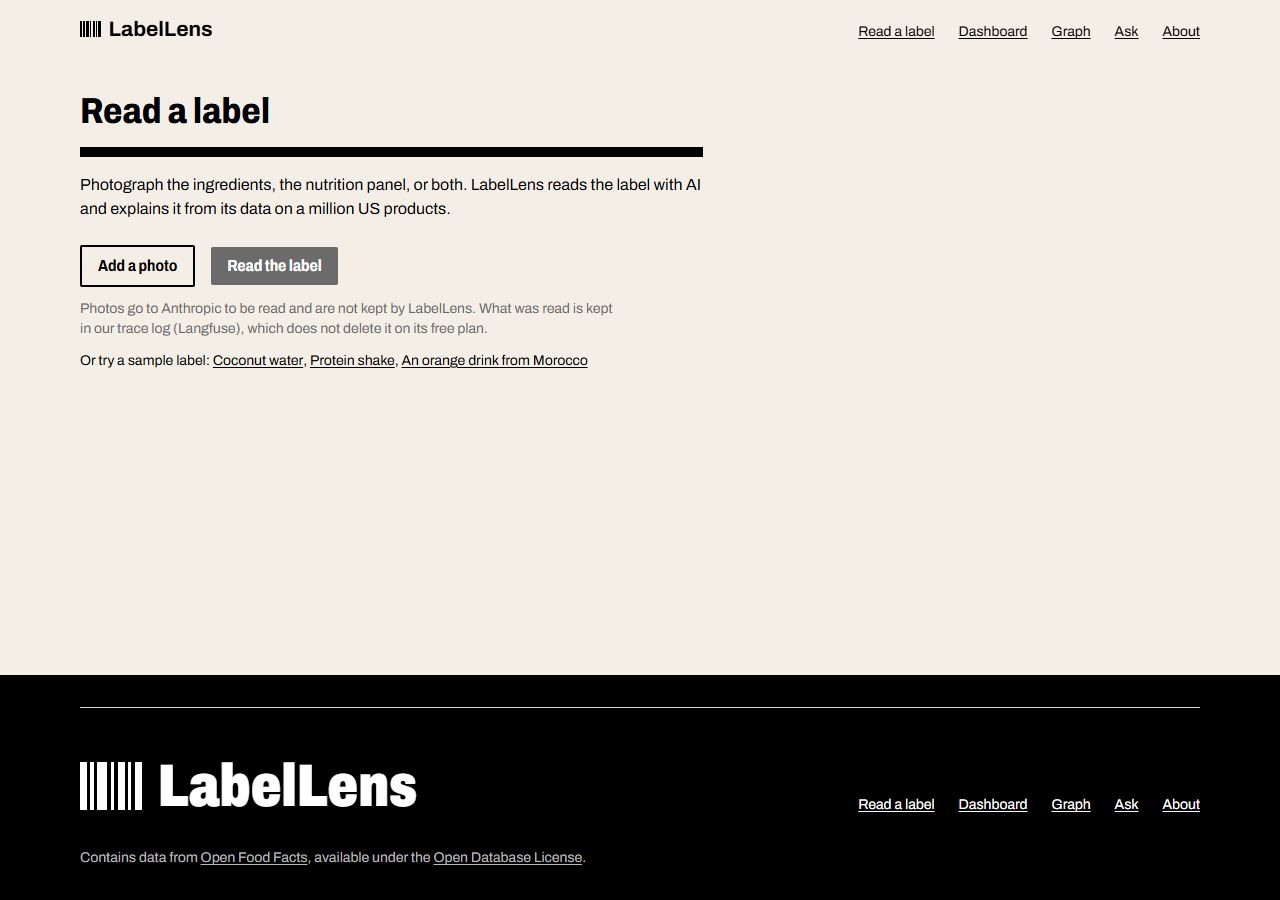 LabelLens
Read a label Dashboard Graph Ask About
Read a label
Photograph the ingredients, the nutrition panel, or both. LabelLens reads the label with AI
and explains it from its data on a million US products.
Add a photo Read the label
Photos go to Anthropic to be read and are not kept by LabelLens. What was read is kept
in our trace log (Langfuse), which does not delete it on its free plan.
Or try a sample label: Coconut water, Protein shake, An orange drink from Morocco
LabelLens
Read a label Dashboard Graph Ask About
Contains data from Open Food Facts, available under the Open Database License.